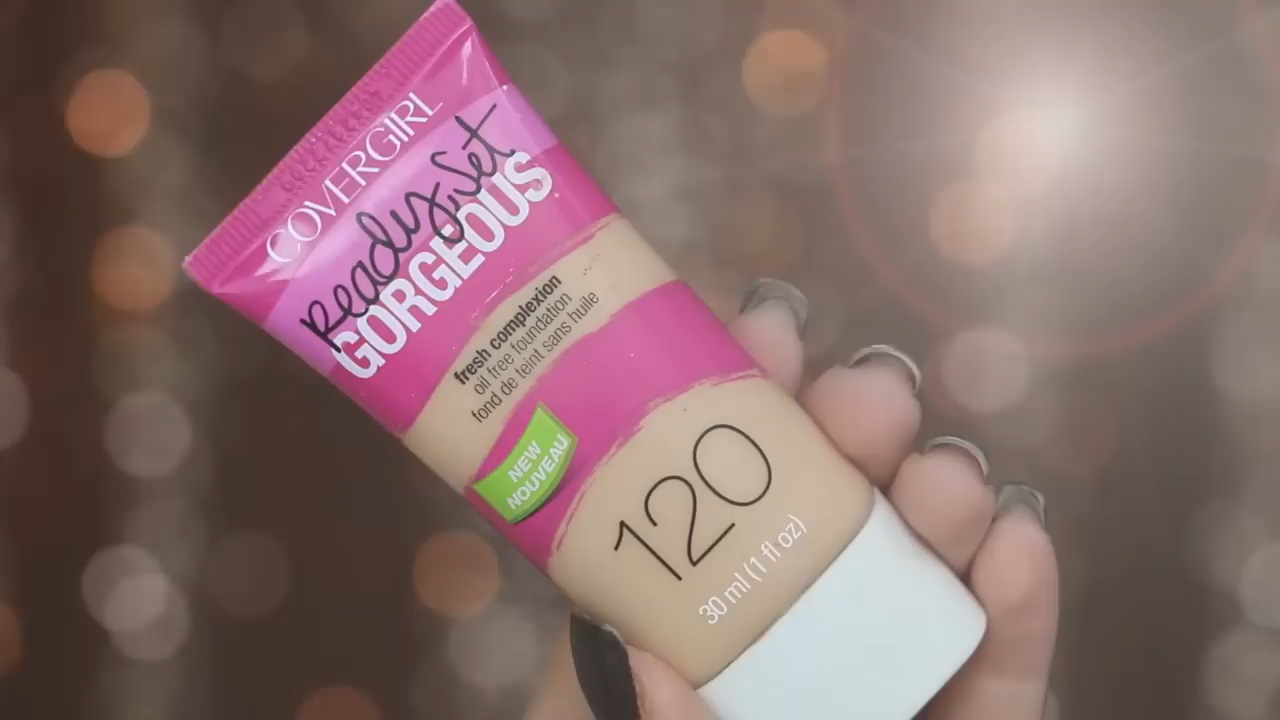 COVERGIRL
Ready, Set
GORGEOUS
fresh complexion
oil free foundation
fond de teint sans huile
NEW
NOUVEAU
120
30 ml (1 fl oz)